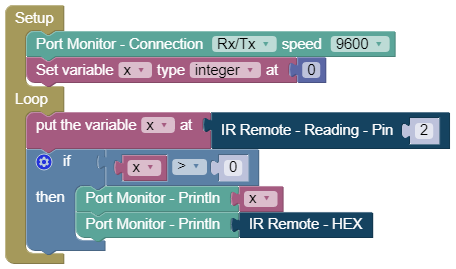 Setup
Port Monitor - Connection Rx/Tx speed 9600
Set variable x type integer at 0
Loop
put the variable x at IR Remote - Reading - Pin 2
if x > 0
then Port Monitor - Println x
Port Monitor - Println IR Remote - HEX